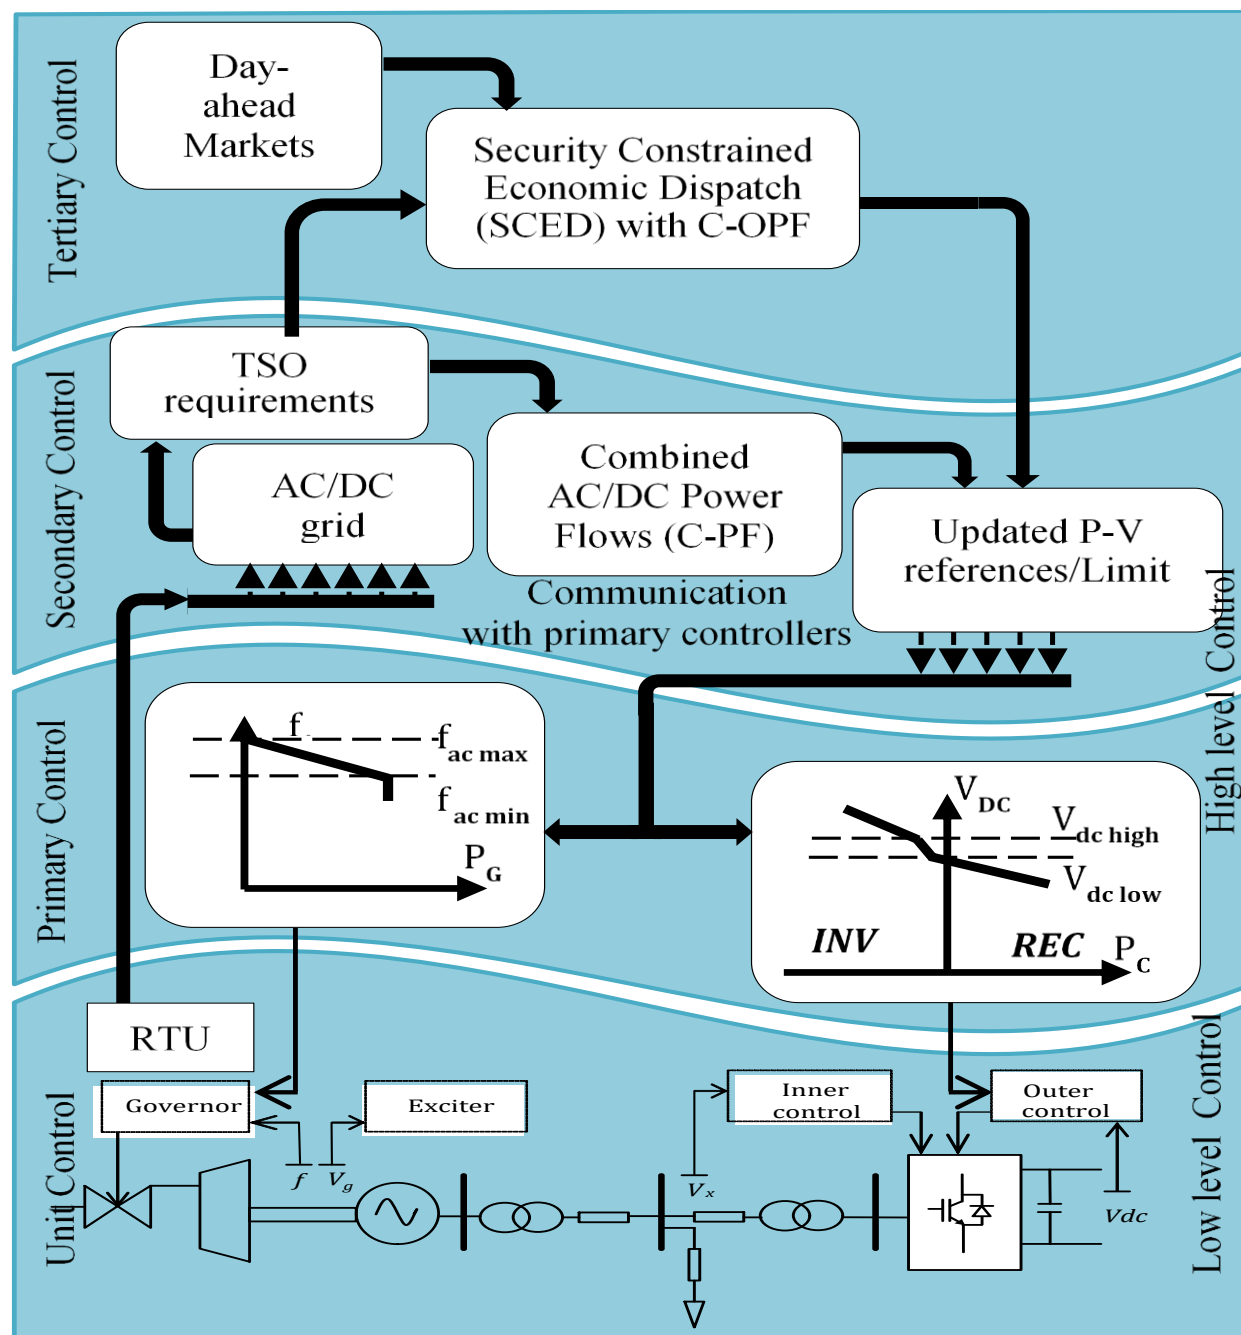 Tertiary Control
Day-
ahead
Markets
Security Constrained
Economic Dispatch
(SCED) with C-OPF
Secondary Control
TSO
requirements
AC/DC
grid
Combined
AC/DC Power
Flows (C-PF)
Updated P-V
references/Limit
Communication
with primary controllers
High level Control
Primary Control
f
f ac max
f ac min
P G
V DC
V dc high
V dc low
INV
REC
P C
Unit Control
RTU
Governor
Exciter
Inner
control
Outer
control
f
Vg
Vx
Vdc
Low level Control